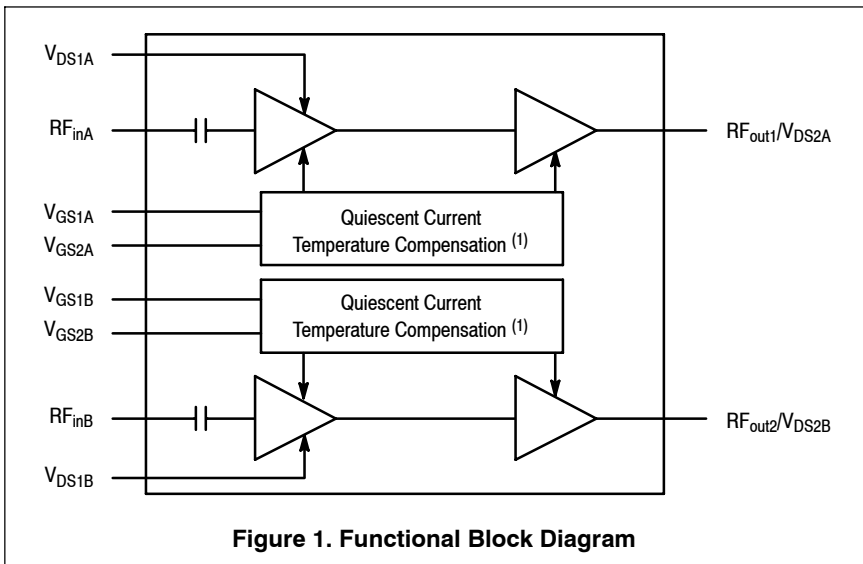 V_DS1A
RF_inA
RF_out1/V_DS2A
V_GS1A
Quiescent Current
V_GS2A
Temperature Compensation (1)
V_GS1B
Quiescent Current
V_GS2B
Temperature Compensation (1)
RF_inB
RF_out2/V_DS2B
V_DS1B
Figure 1. Functional Block Diagram